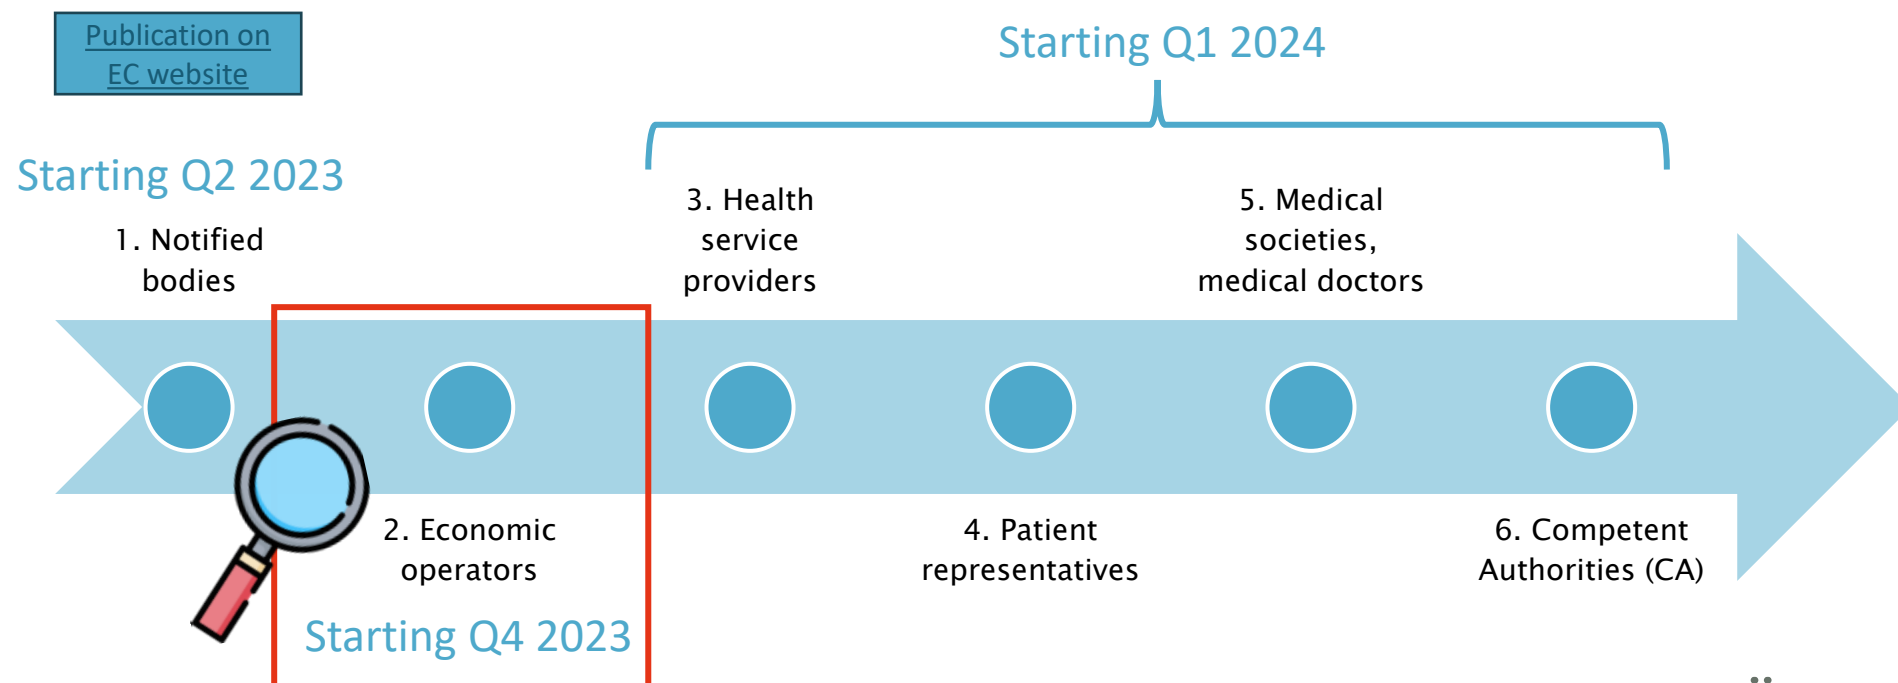 Publication on
EC website
Starting Q1 2024
Starting Q2 2023
1. Notified
bodies
3. Health
service
providers
5. Medical
societies,
medical doctors
2. Economic
operators
4. Patient
representatives
6. Competent
Authorities (CA)
Starting Q4 2023